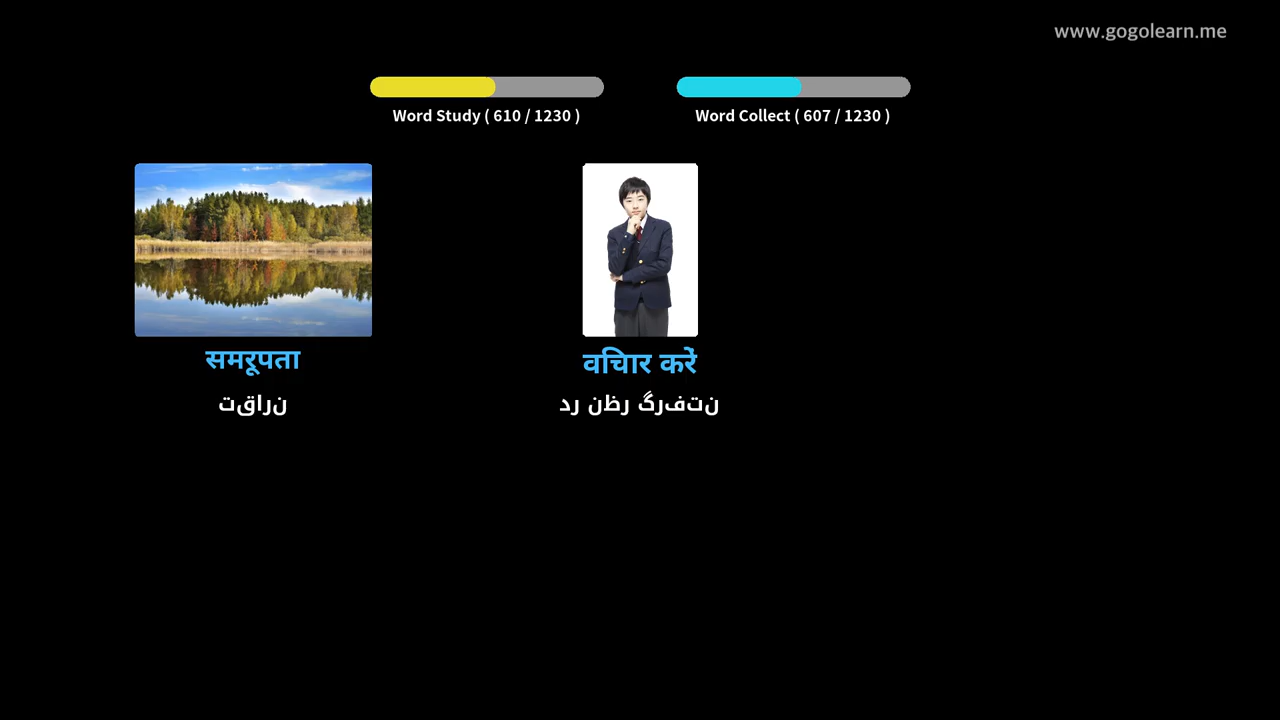 www.gogolearn.me
Word Study ( 610 / 1230 )
Word Collect ( 607 / 1230 )
समरूपता
वचिार करें
تقارن
در نظر گرفتن